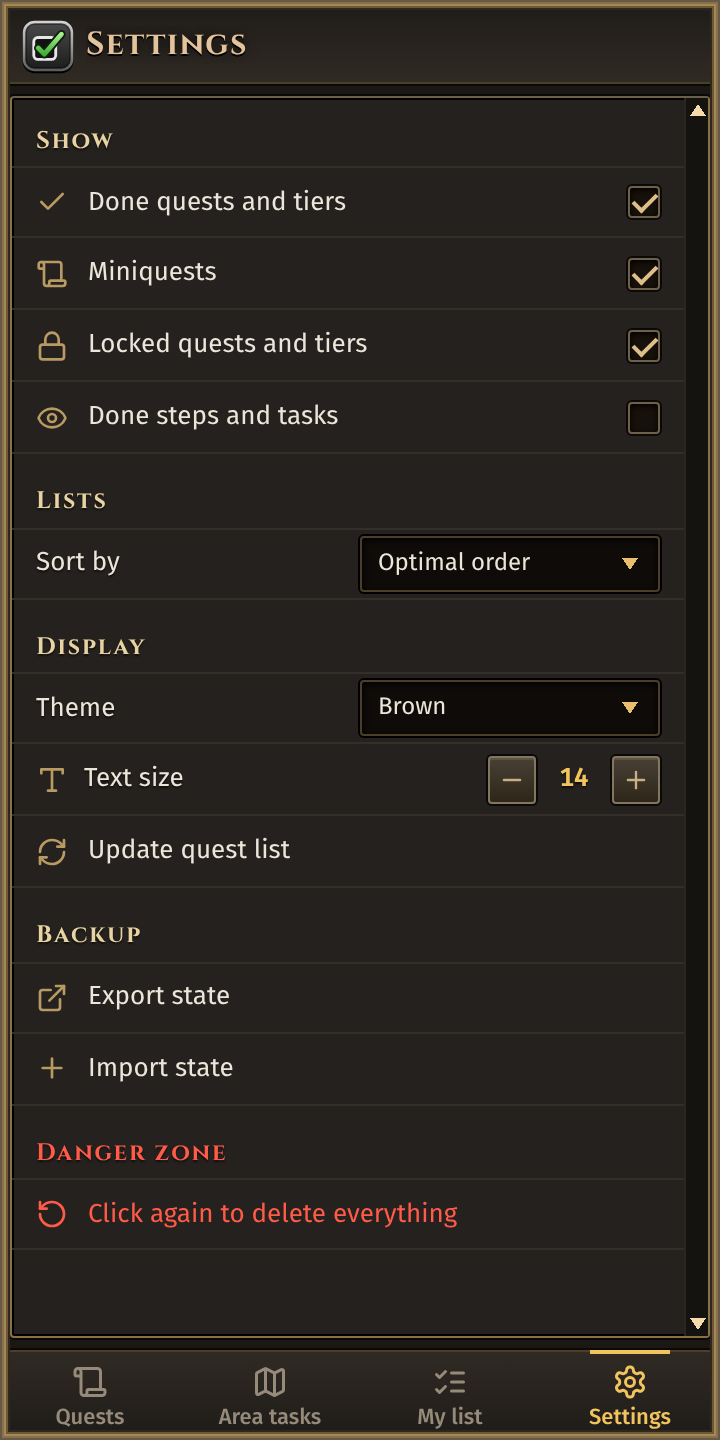 Settings
Show
Done quests and tiers
Miniquests
Locked quests and tiers
Done steps and tasks
Lists
Sort by Optimal order
Display
Theme Brown
Text size 14
Update quest list
Backup
Export state
Import state
Danger zone
Click again to delete everything
Quests Area tasks My list Settings